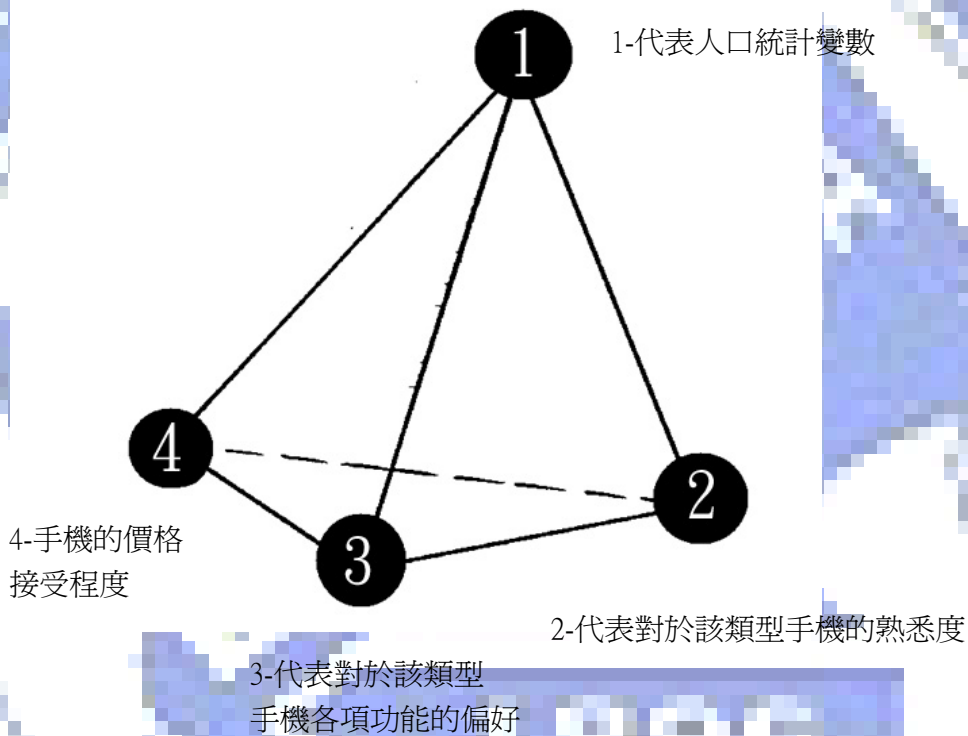 1
1-代表人口統計變數
4
2
3
4-手機的價格
接受程度
2-代表對於該類型手機的熟悉度
3-代表對於該類型
手機各項功能的偏好